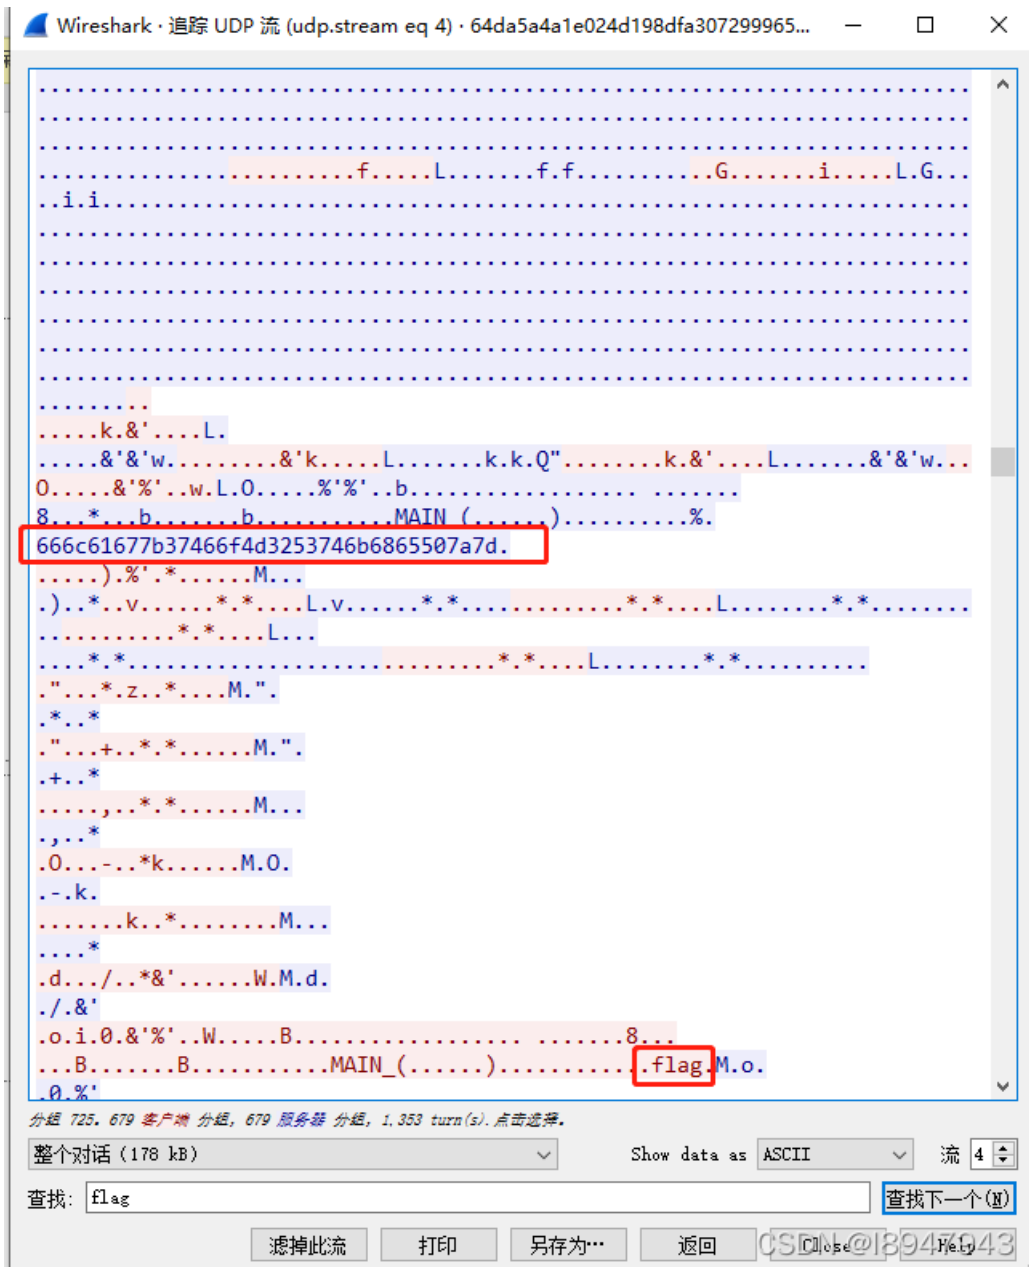 Wireshark · 追踪 UDP 流 (udp.stream eq 4) · 64da5a4a1e024d198dfa307299965...
................f.....L.......f.f...........G.......i.....L.G...
..i.i....
.....k.&'....L.
.....&'&'w.........&'k.....L.......k.k.Q"........k.&'....L.......&'&'w...
O.....&'%'..w.L.O.....%'%'..b.................. .......
8...*...b.......b...........MAIN_(......)..........%.
666c61677b37466f4d3253746b6865507a7d.
.....).%'.*......M...
.)..*..v......*.*....L.v......*.*.............*.*....L........*.*........
...........*.*....L...
....*.*.............................*.*....L........*.*..........
."...*.z..*....M.".
.*..*
."...+..*.*......M.".
.+..*
.....,..*.*......M...
.,..*
.O...-..*k......M.O.
.-.k.
.......k..*........M...
....*
.d.../..*&'......W.M.d.
./.&'
.o.i.0.&'%'..W.....B.................. .......8...
...B.......B...........MAIN_(......)............flag.M.o.
.0.%'
分组 725. 679 客户端 分组, 679 服务器 分组, 1,353 turn(s).点击选择.
整个对话 (178 kB) Show data as ASCII 流 4
查找: flag 查找下一个(N)
滤掉此流 打印 另存为… 返回 Close Help
CSDN @l8947943